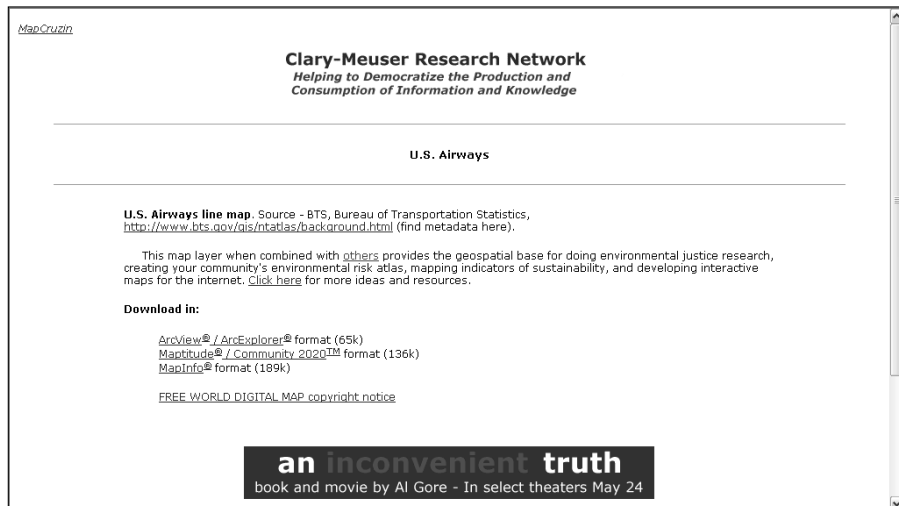 MapCruzin
Clary-Meuser Research Network
Helping to Democratize the Production and
Consumption of Information and Knowledge
U.S. Airways
U.S. Airways line map. Source - BTS, Bureau of Transportation Statistics,
http://www.bts.gov/gis/ntatlas/background.html (find metadata here).
This map layer when combined with others provides the geospatial base for doing environmental justice research,
creating your community's environmental risk atlas, mapping indicators of sustainability, and developing interactive
maps for the internet. Click here for more ideas and resources.
Download in:
ArcView® / ArcExplorer® format (65k)
Maptitude® / Community 2020™ format (136k)
MapInfo® format (189k)
FREE WORLD DIGITAL MAP copyright notice
an inconvenient truth
book and movie by Al Gore - In select theaters May 24